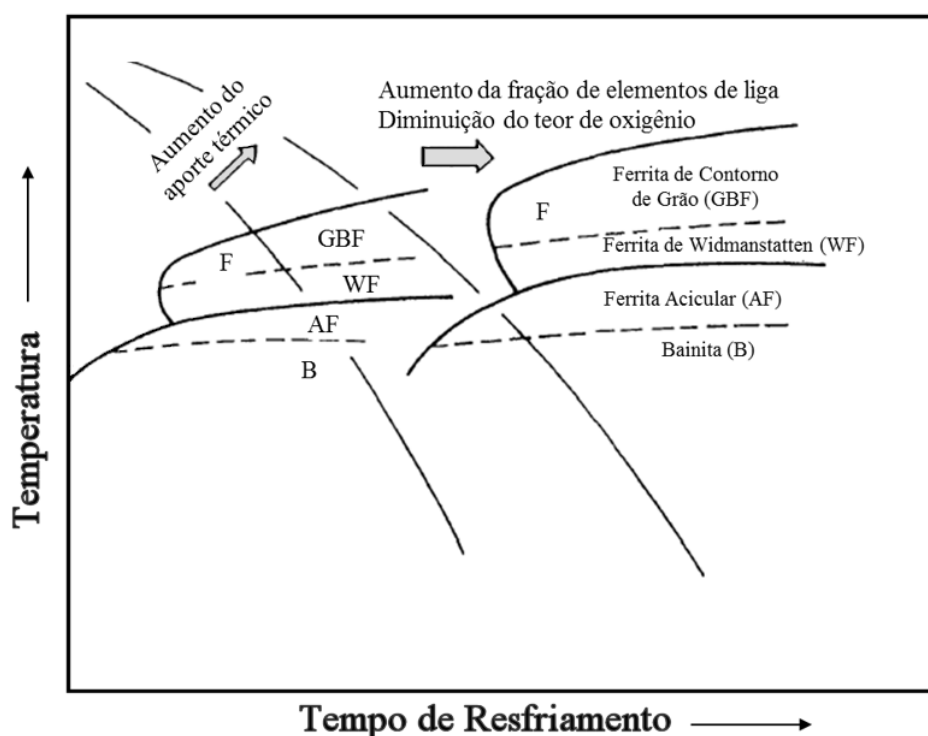 Aumento do
aporte térmico
Aumento da fração de elementos de liga
Diminuição do teor de oxigênio
Ferrita de Contorno
de Grão (GBF)
F
GBF
F
Ferrita de Widmanstatten (WF)
WF
Ferrita Acicular (AF)
AF
Bainita (B)
B
Temperatura
Tempo de Resfriamento